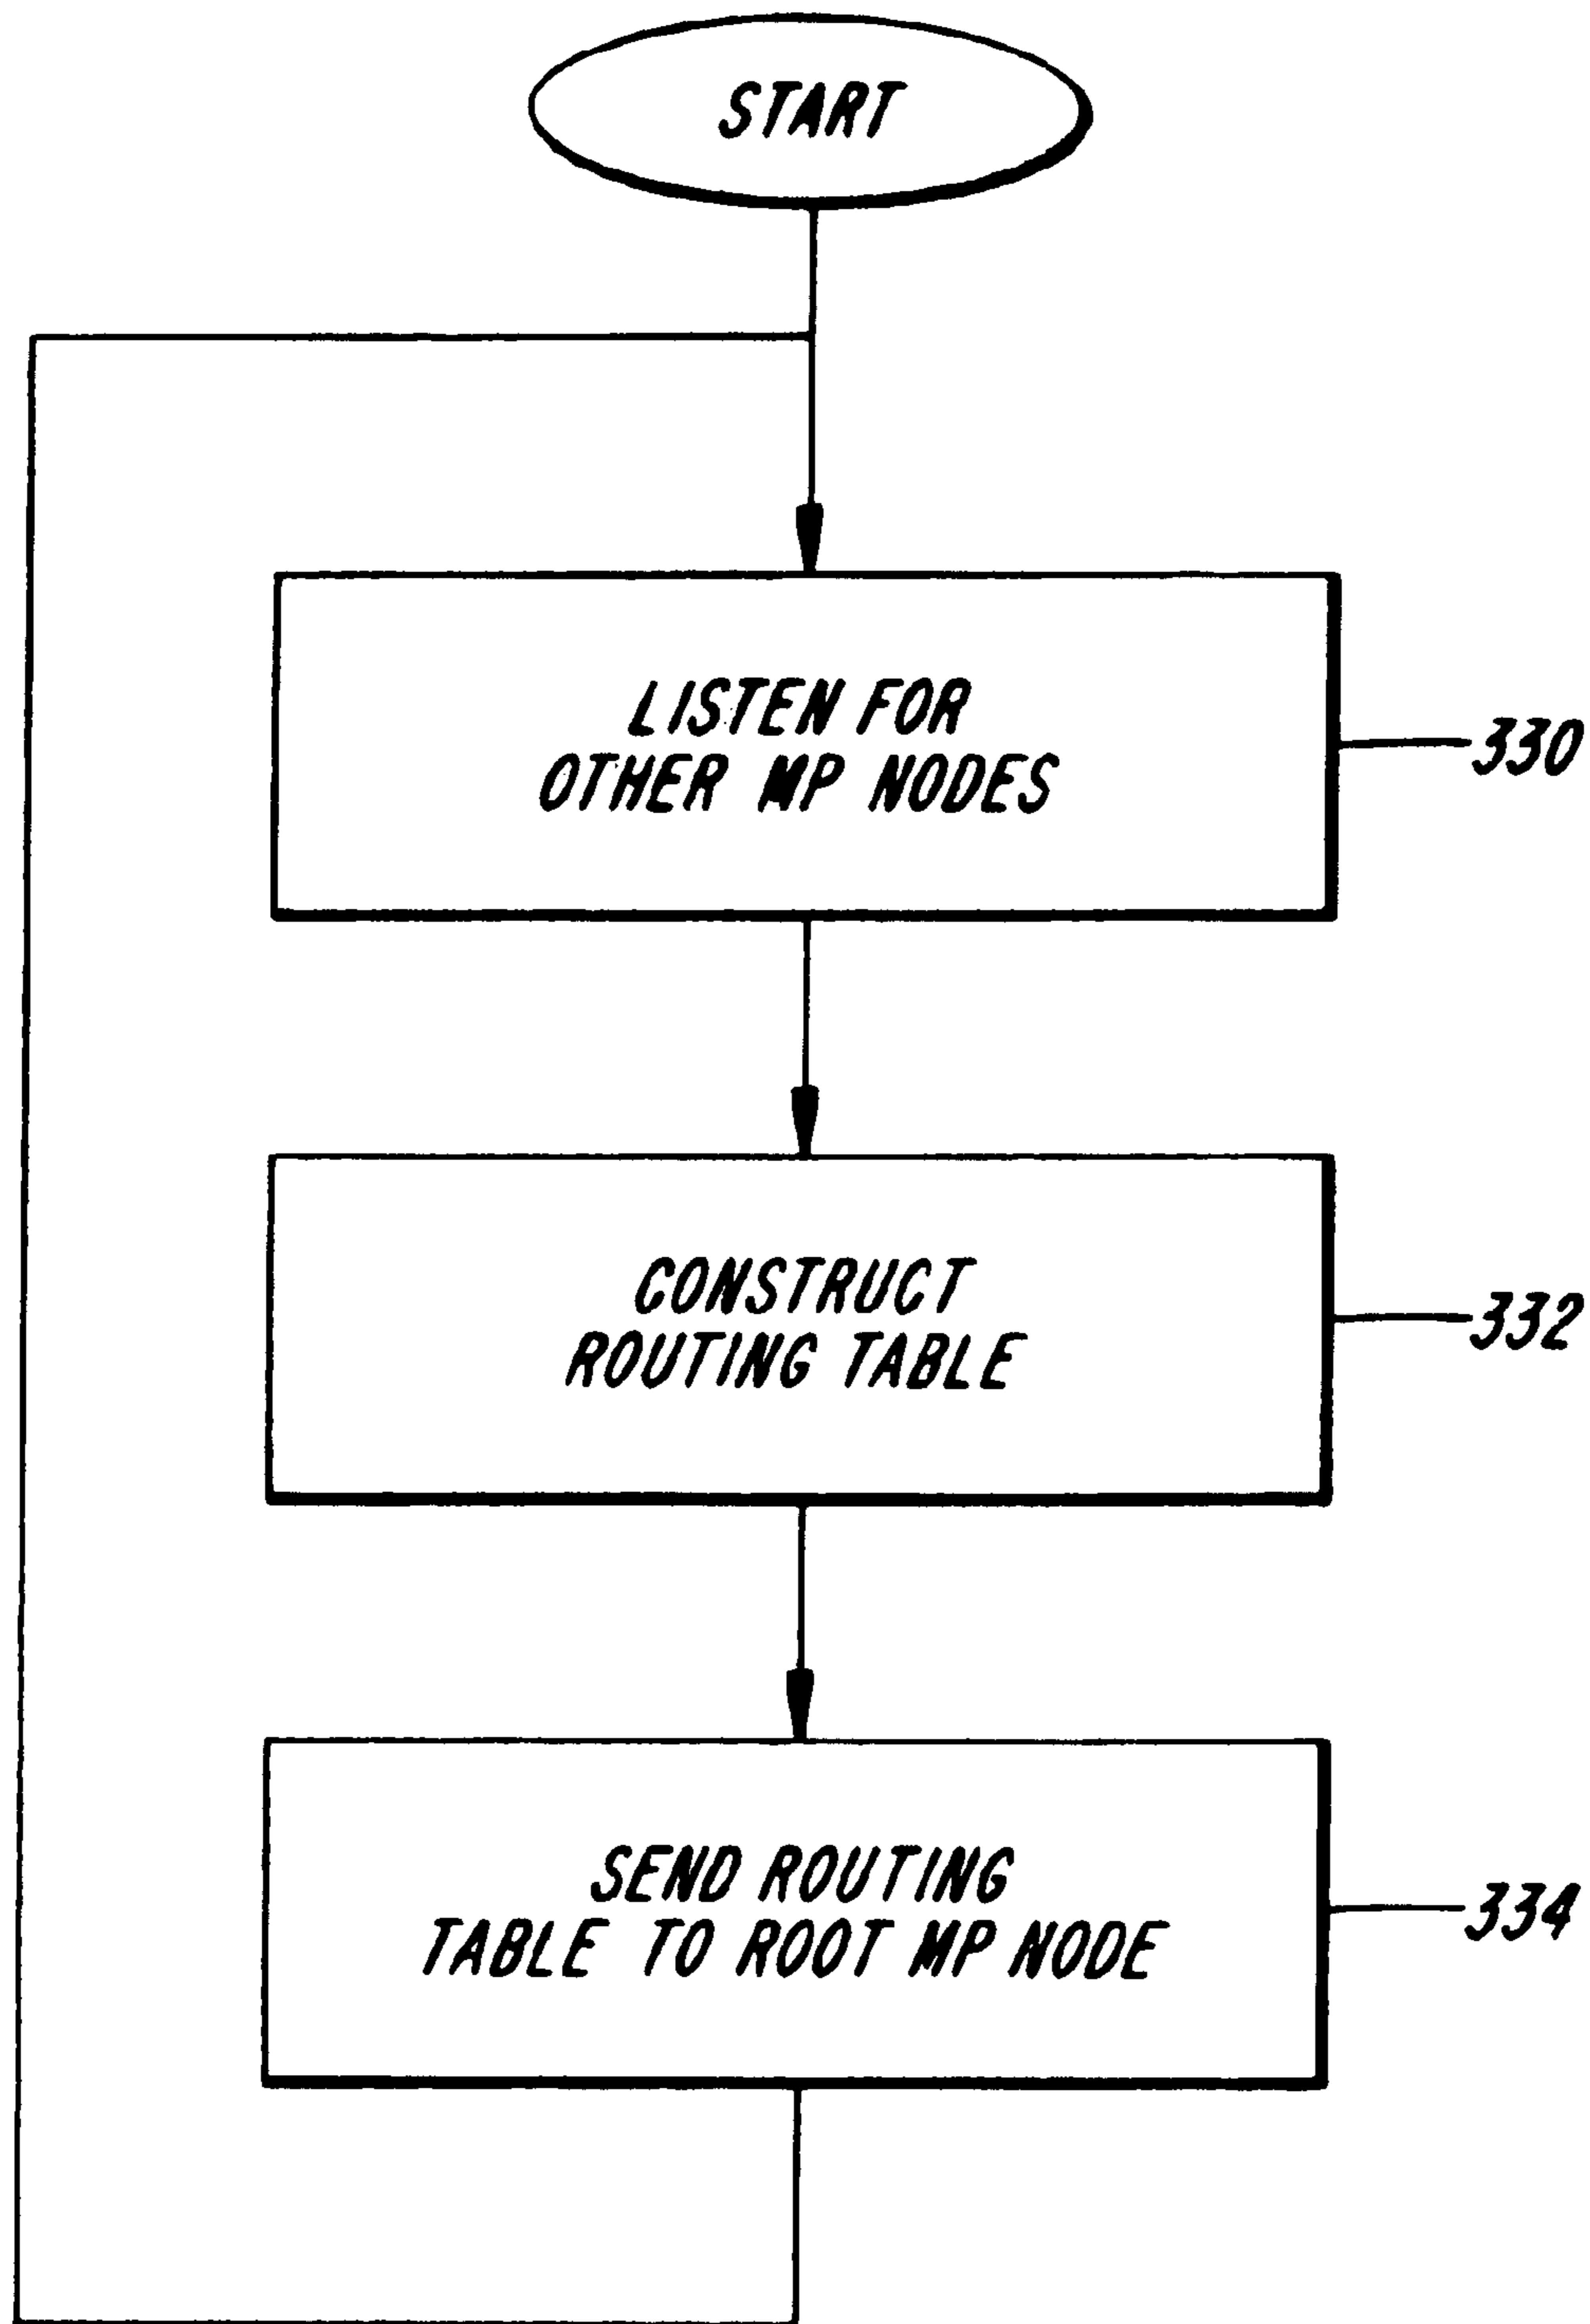 START
LISTEN FOR
OTHER MP NODES
330
CONSTRUCT
ROUTING TABLE
332
SEND ROUTING
TABLE TO ROOT MP NODE
334